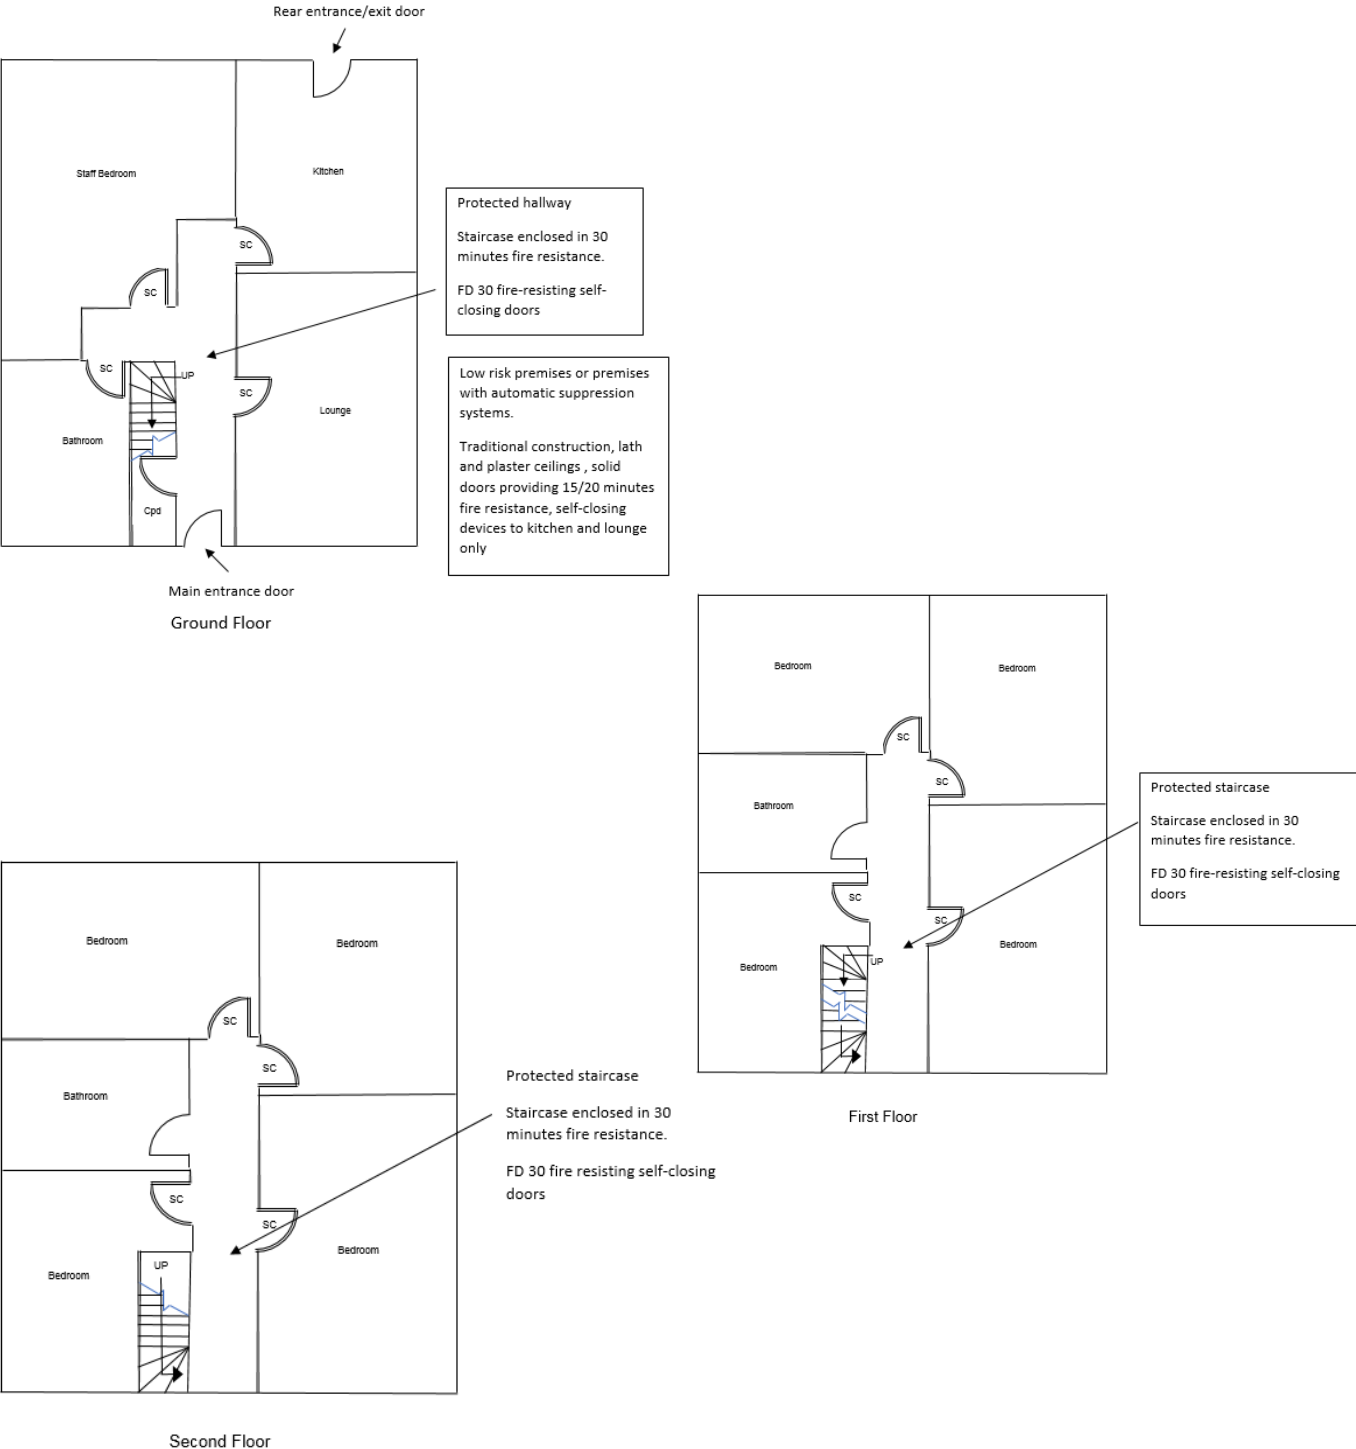 Rear entrance/exit door
Staff Bedroom
Kitchen
SC
SC
SC
UP
SC
Lounge
Bathroom
Cpd
Main entrance door
Ground Floor
Protected hallway
Staircase enclosed in 30
minutes fire resistance.
FD 30 fire-resisting self-
closing doors
Low risk premises or premises
with automatic suppression
systems.
Traditional construction, lath
and plaster ceilings , solid
doors providing 15/20 minutes
fire resistance, self-closing
devices to kitchen and lounge
only
Bedroom
Bedroom
SC
SC
Bathroom
SC
SC
Bedroom
UP
Bedroom
First Floor
Protected staircase
Staircase enclosed in 30
minutes fire resistance.
FD 30 fire-resisting self-closing
doors
Bedroom
Bedroom
SC
SC
Bathroom
SC
SC
Bedroom
UP
Bedroom
Protected staircase
Staircase enclosed in 30
minutes fire resistance.
FD 30 fire resisting self-closing
doors
Second Floor